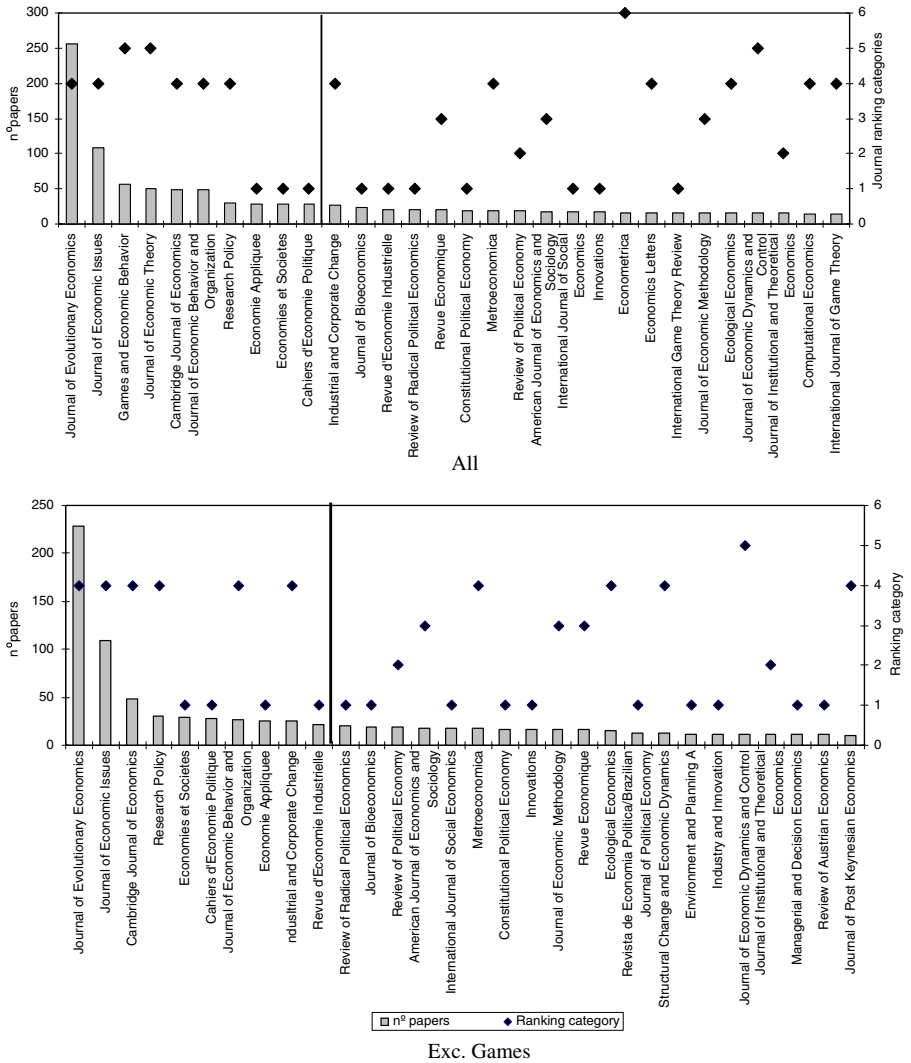 nºpapers
300
250
200
150
100
50
0
Journal ranking categories
6
5
4
3
2
1
0
Journal of Evolutionary Economics
Journal of Economic Issues
Games and Economic Behavior
Journal of Economic Theory
Cambridge Journal of Economics
Journal of Economic Behavior and
Organization
Research Policy
Economie Appliquee
Economies et Societes
Cahiers d'Economie Politique
Industrial and Corporate Change
Journal of Bioeconomics
Revue d'Economie Industrielle
Review of Radical Political Economics
Revue Economique
Constitutional Political Economy
Metroeconomica
Review of Political Economy
American Journal of Economics and
Sociology
International Journal of Social
Economics
Innovations
Econometrica
Economics Letters
International Game Theory Review
Journal of Economic Methodology
Ecological Economics
Journal of Economic Dynamics and
Control
Journal of Institutional and Theoretical
Economics
Computational Economics
International Journal of Game Theory
All
nºpapers
250
200
150
100
50
0
Ranking category
6
5
4
3
2
1
0
Journal of Evolutionary Economics
Journal of Economic Issues
Cambridge Journal of Economics
Research Policy
Economies et Societes
Cahiers d'Economie Politique
Journal of Economic Behavior and
Organization
Economie Appliquee
ndustrial and Corporate Change
Revue d'Economie Industrielle
Review of Radical Political Economics
Journal of Bioeconomics
Review of Political Economy
American Journal of Economics and
Sociology
International Journal of Social Economics
Metroeconomica
Constitutional Political Economy
Innovations
Journal of Economic Methodology
Revue Economique
Ecological Economics
Revista de Economia Politica/Brazilian
Journal of Political Economy
Structural Change and Economic Dynamics
Environment and Planning A
Industry and Innovation
Journal of Economic Dynamics and Control
Journal of Institutional and Theoretical
Economics
Managerial and Decision Economics
Review of Austrian Economics
Journal of Post Keynesian Economics
nº papers
Ranking category
Exc. Games